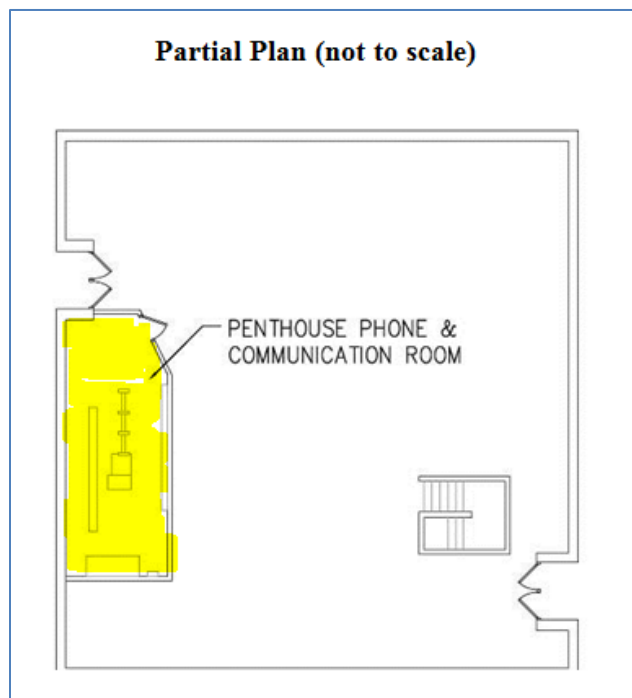 Partial Plan (not to scale)
PENTHOUSE PHONE &
COMMUNICATION ROOM